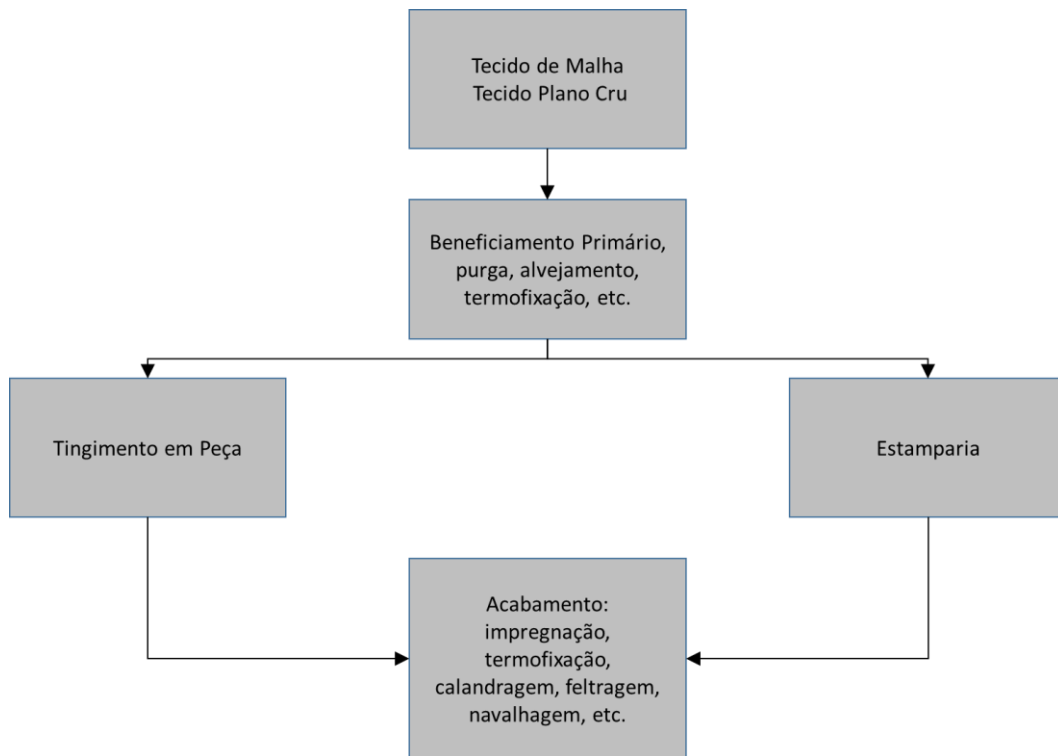 Tecido de Malha
Tecido Plano Cru
Beneficiamento Primário,
purga, alvejamento,
termofixação, etc.
Tingimento em Peça
Estamparia
Acabamento:
impregnação,
termofixação,
calandragem, feltragem,
navalhagem, etc.